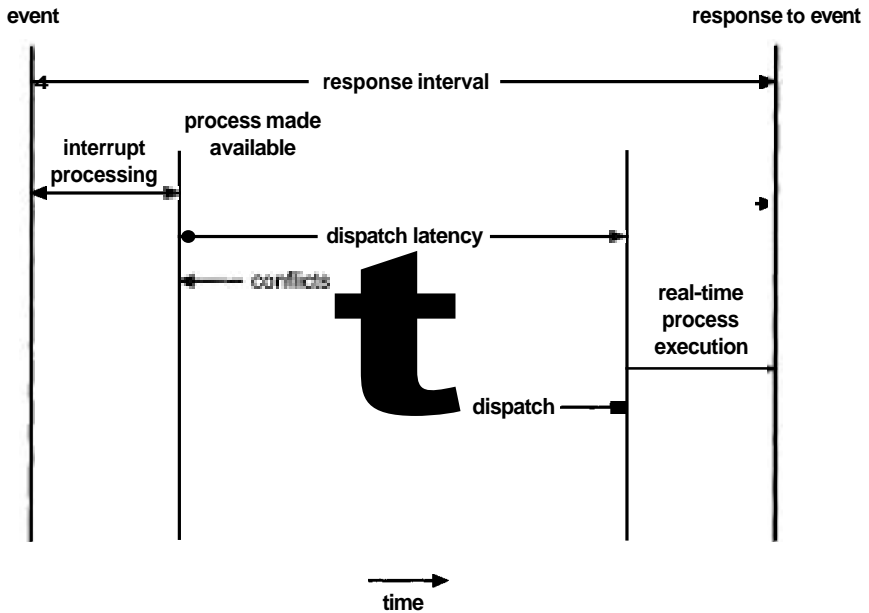 event
response to event
response interval
process made
available
interrupt
processing
dispatch latency
conflicts
t
real-time
process
execution
dispatch
time